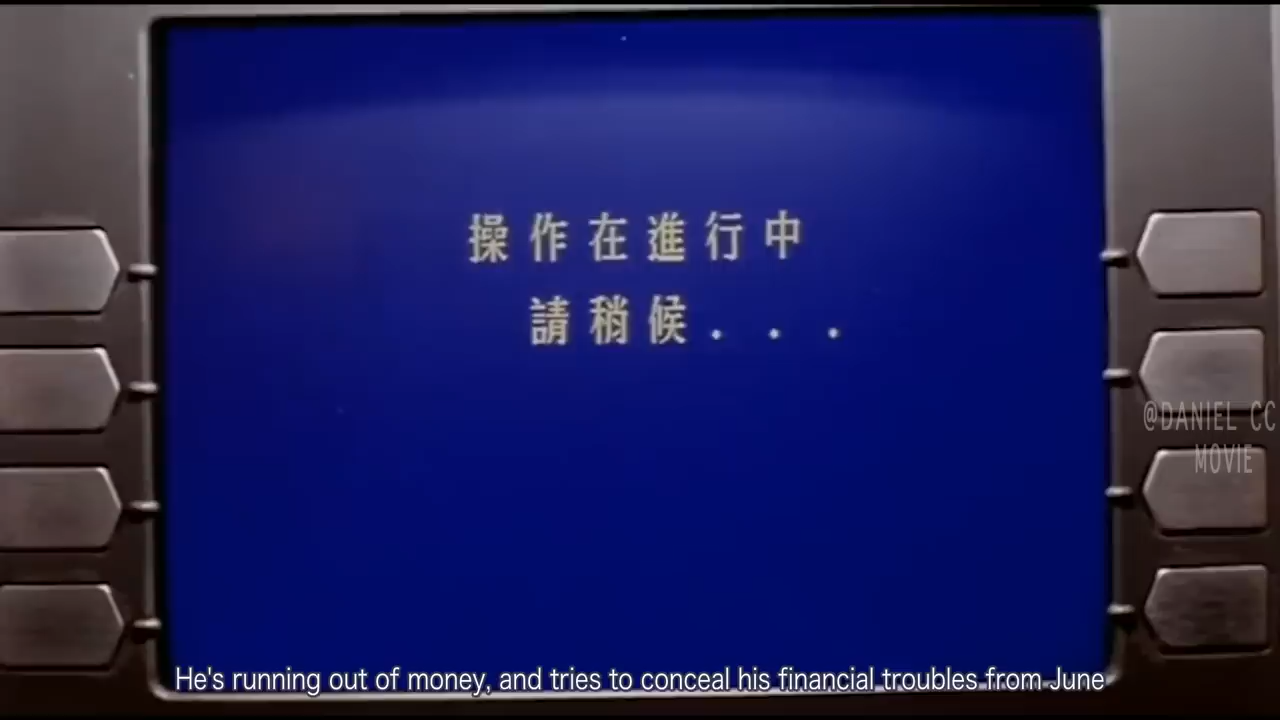 操作在進行中
請稍候...
@DANIEL CC
MOVIE
He's running out of money, and tries to conceal his financial troubles from June